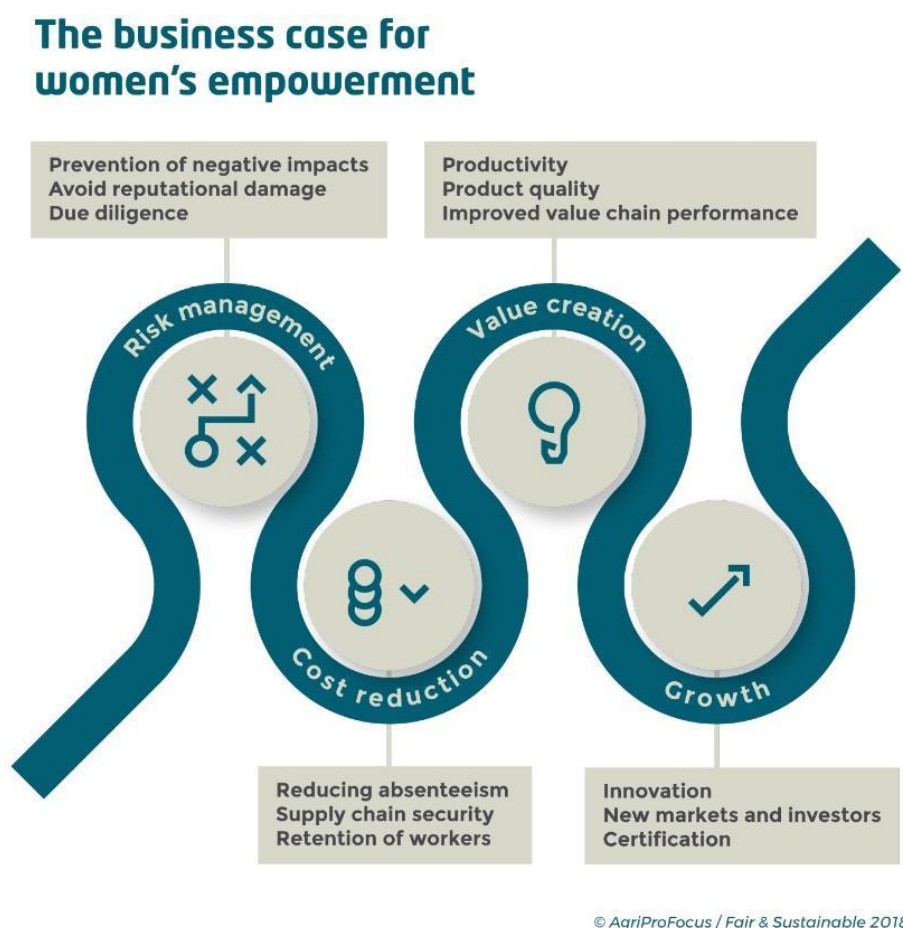 The business case for
women's empowerment
Prevention of negative impacts
Avoid reputational damage
Due diligence
Productivity
Product quality
Improved value chain performance
Risk management
Value creation
Cost reduction
Growth
Reducing absenteeism
Supply chain security
Retention of workers
Innovation
New markets and investors
Certification
© AgriProFocus / Fair & Sustainable 2018